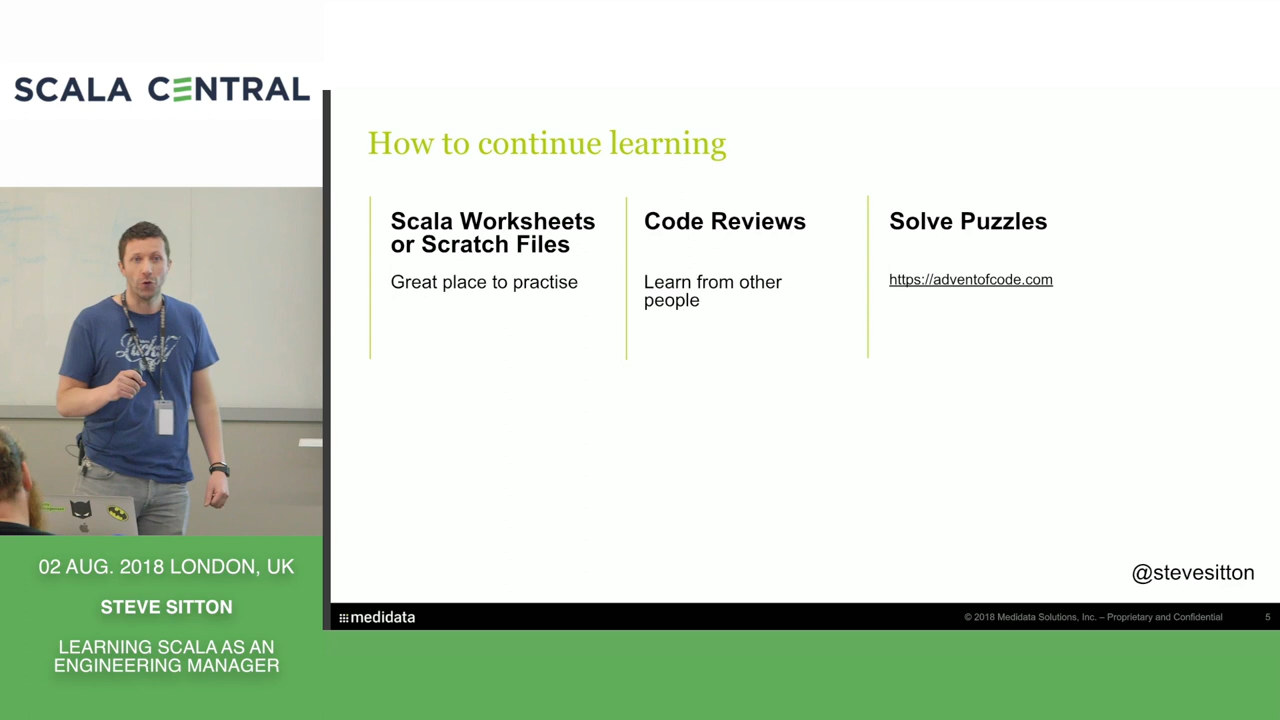 SCALA CENTRAL
How to continue learning
Scala Worksheets
or Scratch Files
Great place to practise
Code Reviews
Learn from other
people
Solve Puzzles
https://adventofcode.com
@stevesitton
medidata
© 2018 Medidata Solutions, Inc. – Proprietary and Confidential
5
02 AUG. 2018 LONDON, UK
STEVE SITTON
LEARNING SCALA AS AN
ENGINEERING MANAGER